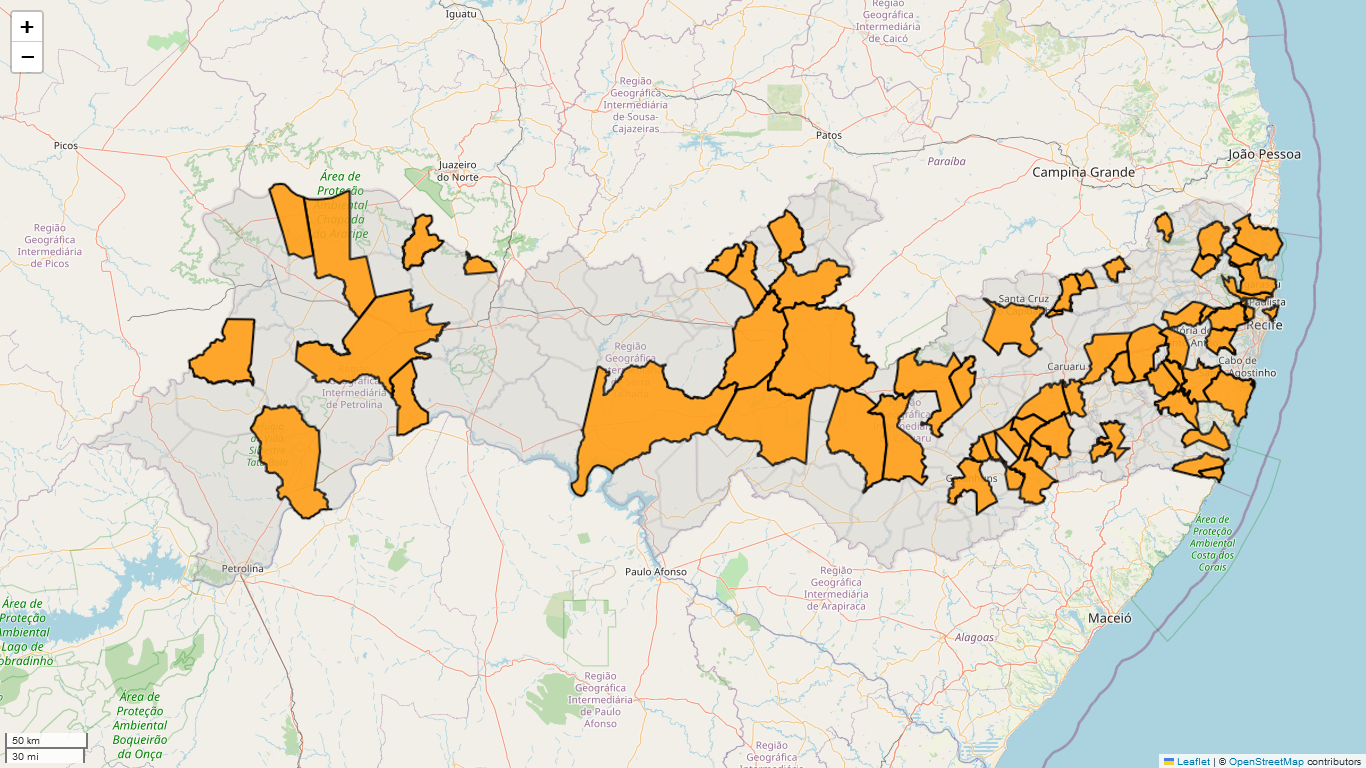 +
−
Iguatu
Região
Geográfica
Intermediária
de Caicó
Região
Geográfica
Intermediária
de Sousa-
Cajazeiras
Patos
Picos
Juazeiro
do Norte
Paraíba
João Pessoa
Campina Grande
Área de
Proteção
Ambiental
Chapada
do Araripe
Região
Geográfica
Intermediária
de Picos
Santa Cruz
Paulista
Recife
Região
Geográfica
Caruaru
Cabo de
Agostinho
de Petrolina
Petrolina
Paulo Afonso
Área de
Proteção
Ambiental
Costa dos
Corais
Região
Geográfica
Intermediária
de Arapiraca
Maceió
Alagoas
Área de
Proteção
Ambiental
Lago de
obradinho
Área de
Proteção
Ambiental
Boqueirão
da Onça
Região
Geográfica
Intermediária
de Paulo
Afonso
Região
Geográfica
Intermediária
50 km
30 mi
Leaflet | © OpenStreetMap contributors